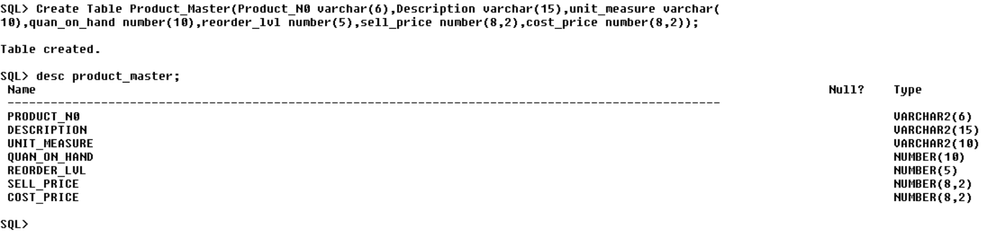 SQL> Create Table Product_Master(Product_N0 varchar(6),Description varchar(15),unit_measure varchar(
10),quan_on_hand number(10),reorder_lvl number(5),sell_price number(8,2),cost_price number(8,2));
Table created.
SQL> desc product_master;
Name Null? Type
----------------------------------------------------------------------------------------------------
PRODUCT_N0 VARCHAR2(6)
DESCRIPTION VARCHAR2(15)
UNIT_MEASURE VARCHAR2(10)
QUAN_ON_HAND NUMBER(10)
REORDER_LVL NUMBER(5)
SELL_PRICE NUMBER(8,2)
COST_PRICE NUMBER(8,2)
SQL>